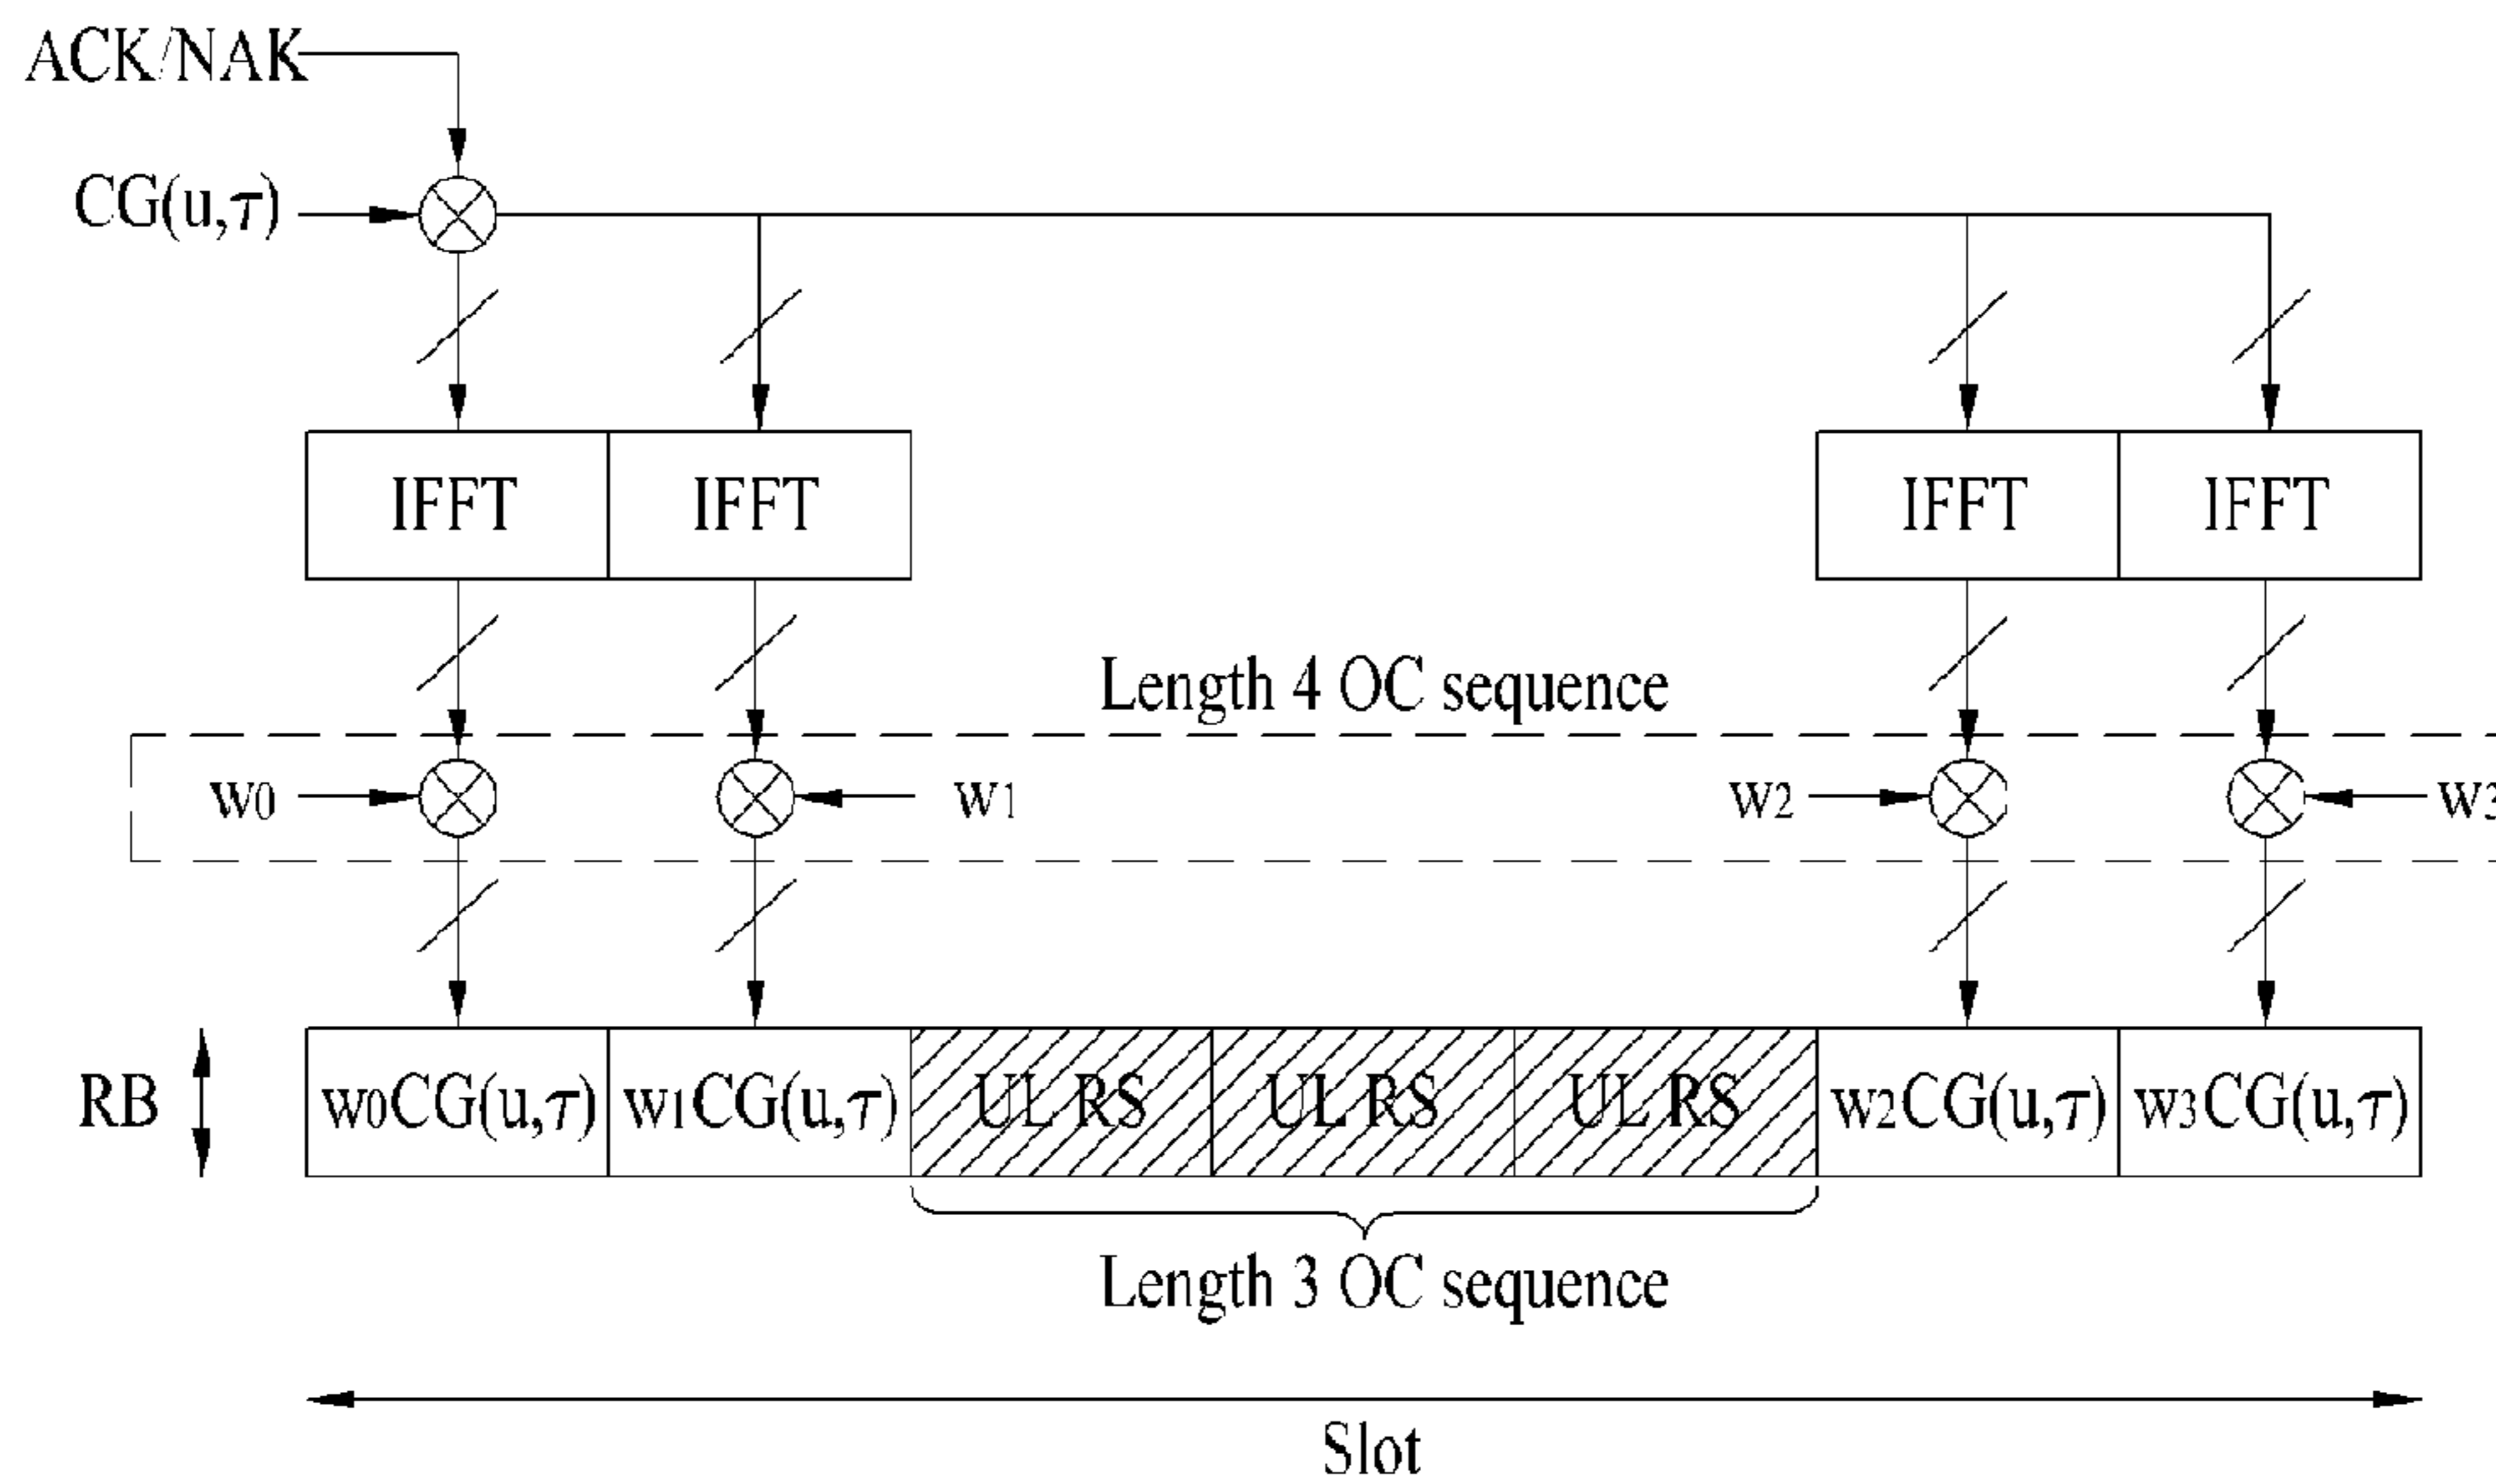 ACK/NAK
CG(u,τ)
IFFT IFFT IFFT IFFT
Length 4 OC sequence
w0 w1 w2 w3
RB w0CG(u,τ) w1CG(u,τ) UL RS UL RS UL RS w2CG(u,τ) w3CG(u,τ)
Length 3 OC sequence
Slot